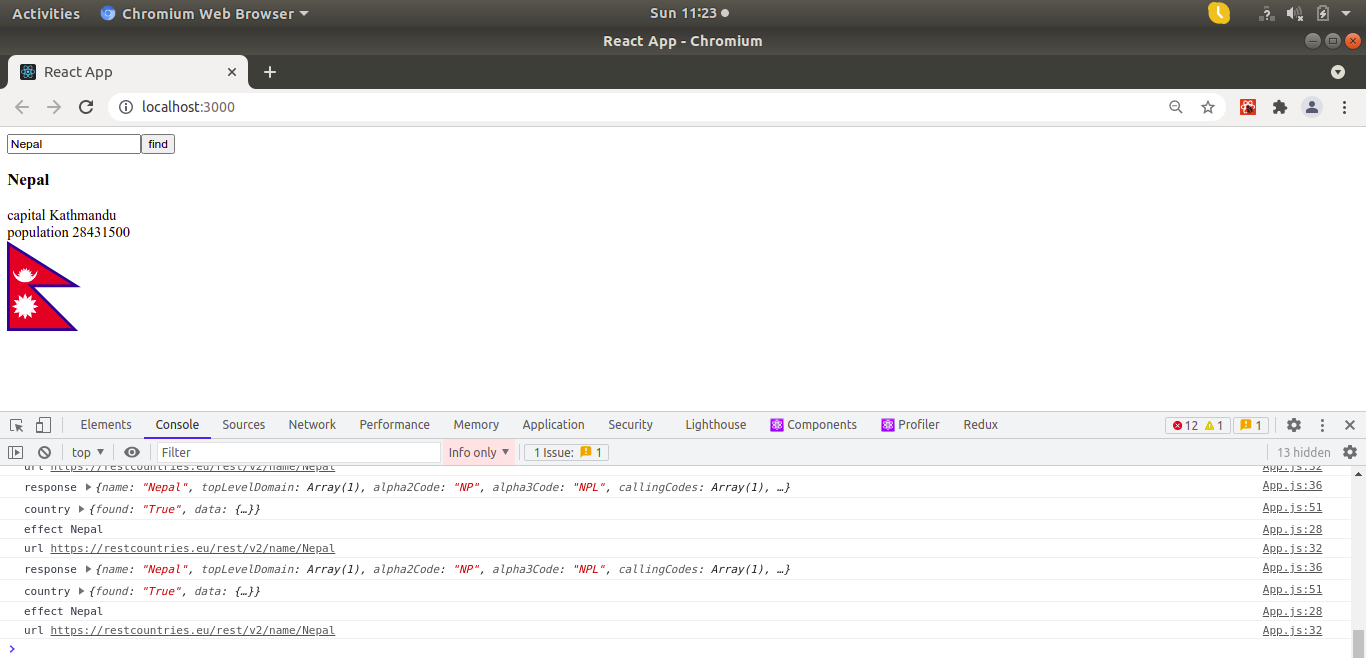 Activities Chromium Web Browser Sun 11:23
React App - Chromium
React App
localhost:3000
Nepal find
Nepal
capital Kathmandu
population 28431500
Elements Console Sources Network Performance Memory Application Security Lighthouse Components Profiler Redux 12 1 1
top Filter Info only 1 Issue: 1 13 hidden
url https://restcountries.eu/rest/v2/name/Nepal App.js:32
response {name: "Nepal", topLevelDomain: Array(1), alpha2Code: "NP", alpha3Code: "NPL", callingCodes: Array(1), …} App.js:36
country {found: "True", data: {…}} App.js:51
effect Nepal App.js:28
url https://restcountries.eu/rest/v2/name/Nepal App.js:32
response {name: "Nepal", topLevelDomain: Array(1), alpha2Code: "NP", alpha3Code: "NPL", callingCodes: Array(1), …} App.js:36
country {found: "True", data: {…}} App.js:51
effect Nepal App.js:28
url https://restcountries.eu/rest/v2/name/Nepal App.js:32